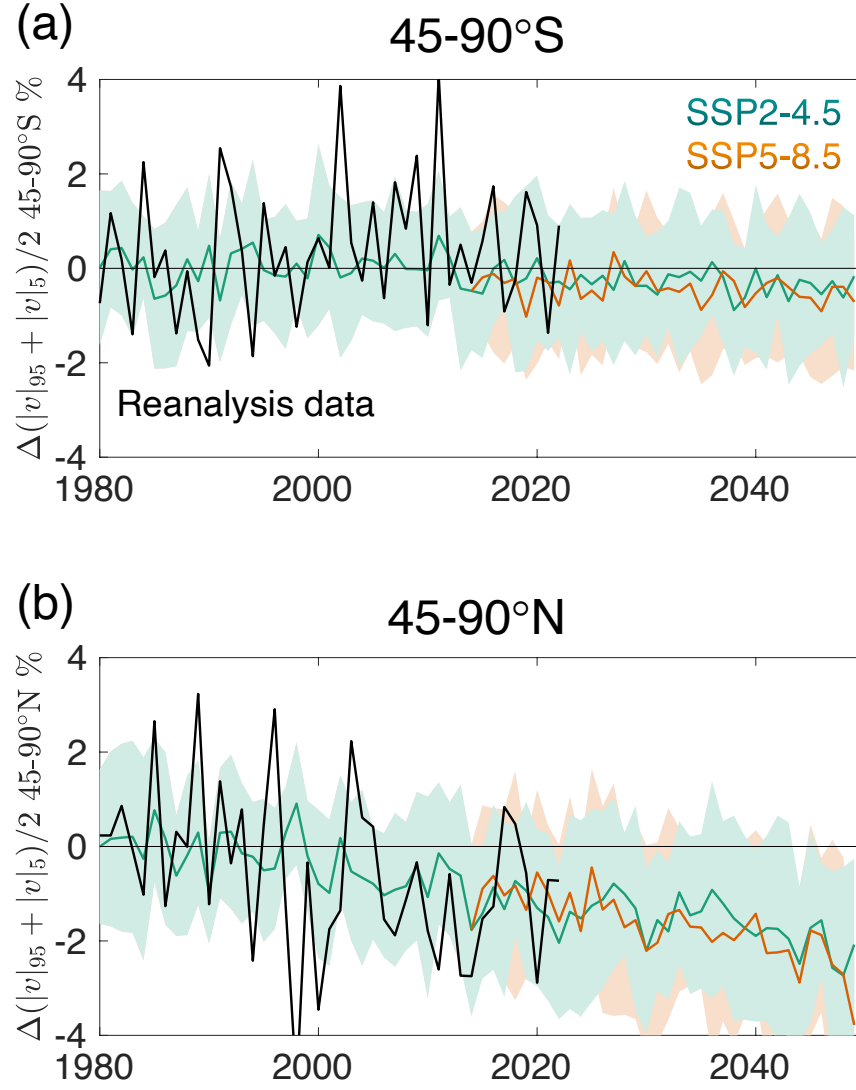 (a)
45-90°S
Δ(|v|95 + |v|5)/2 45-90°S %
4
2
0
-2
-4
SSP2-4.5
SSP5-8.5
Reanalysis data
1980
2000
2020
2040
(b)
45-90°N
Δ(|v|95 + |v|5)/2 45-90°N %
4
2
0
-2
-4
1980
2000
2020
2040